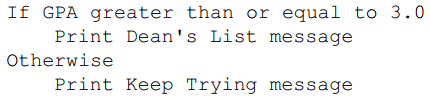 If GPA greater than or equal to 3.0
    Print Dean's List message
Otherwise
    Print Keep Trying message